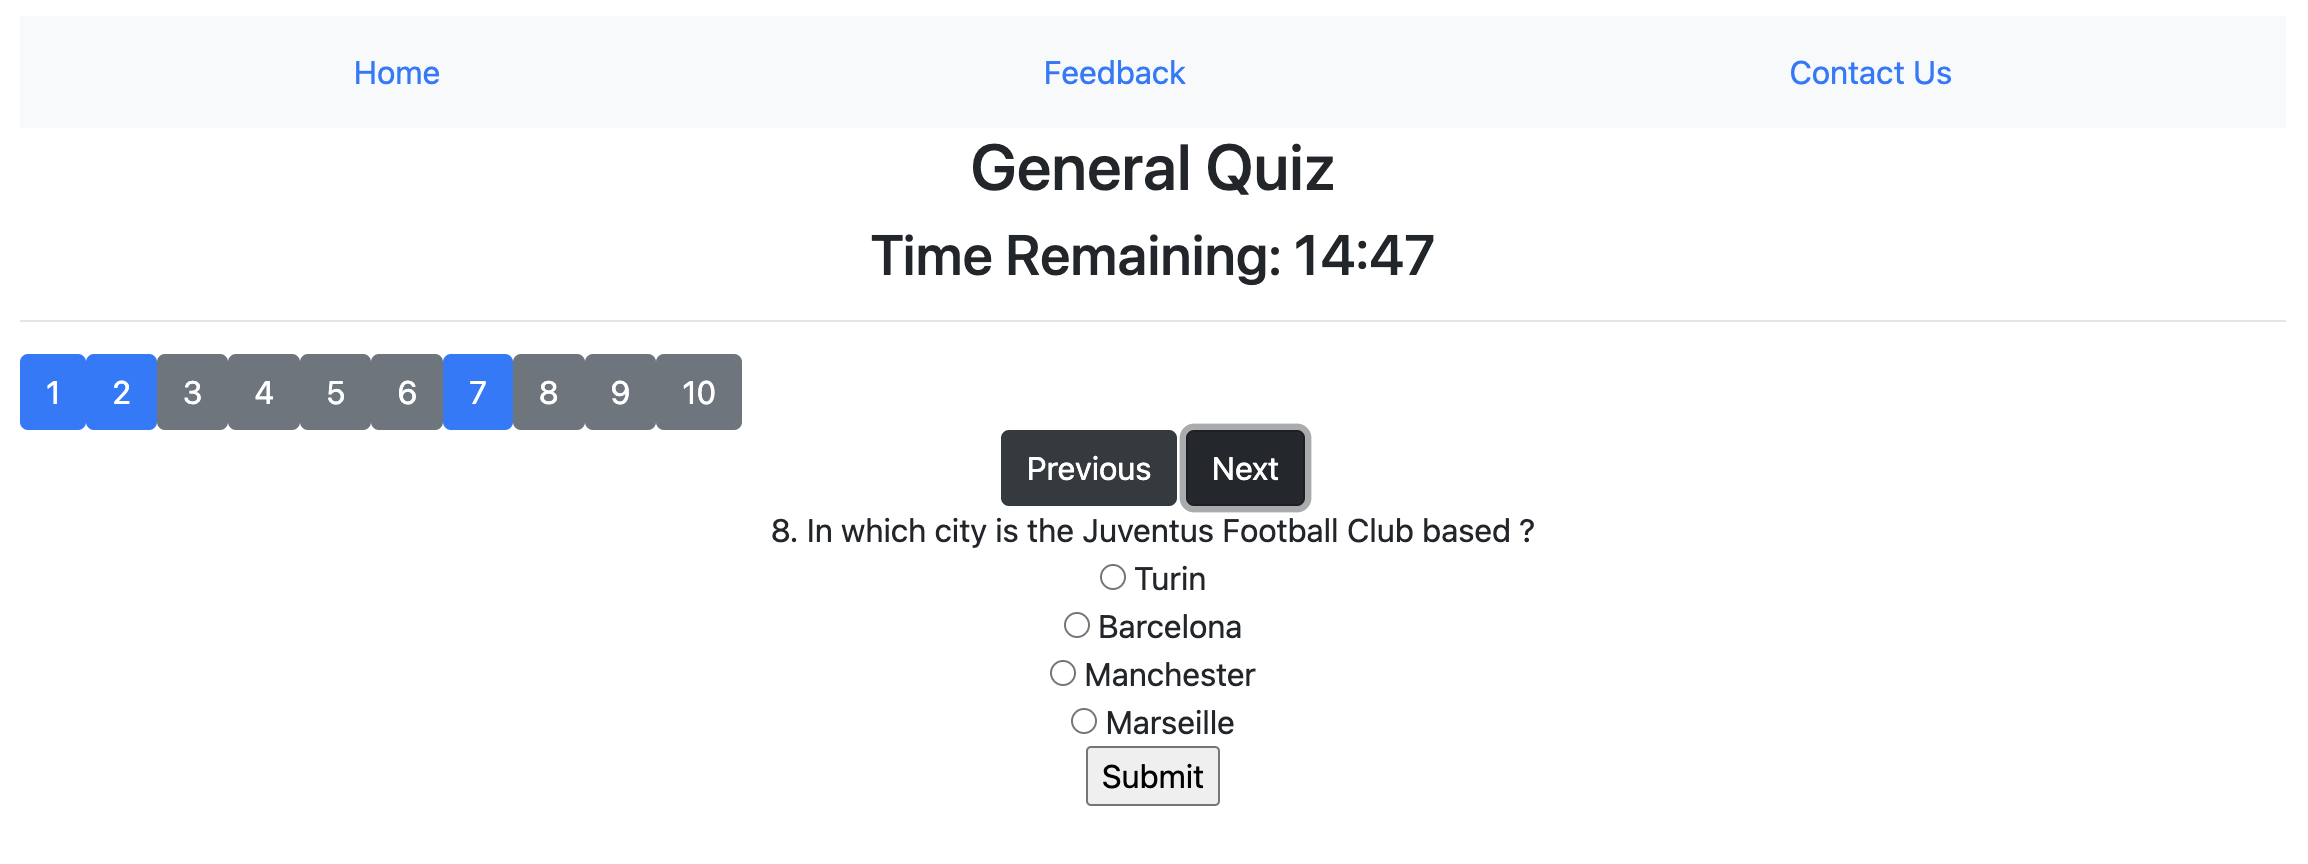 Home Feedback Contact Us
General Quiz
Time Remaining: 14:47
1 2 3 4 5 6 7 8 9 10
Previous Next
8. In which city is the Juventus Football Club based ?
Turin
Barcelona
Manchester
Marseille
Submit